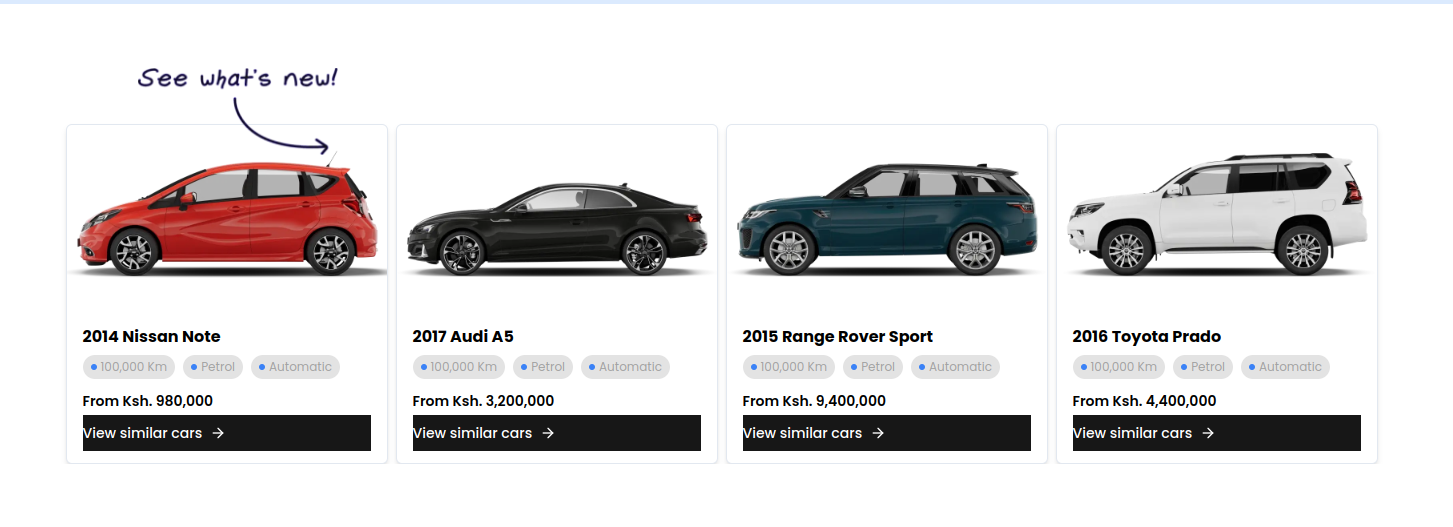 See what's new!
2014 Nissan Note
100,000 Km Petrol Automatic
From Ksh. 980,000
View similar cars →
2017 Audi A5
100,000 Km Petrol Automatic
From Ksh. 3,200,000
View similar cars →
2015 Range Rover Sport
100,000 Km Petrol Automatic
From Ksh. 9,400,000
View similar cars →
2016 Toyota Prado
100,000 Km Petrol Automatic
From Ksh. 4,400,000
View similar cars →